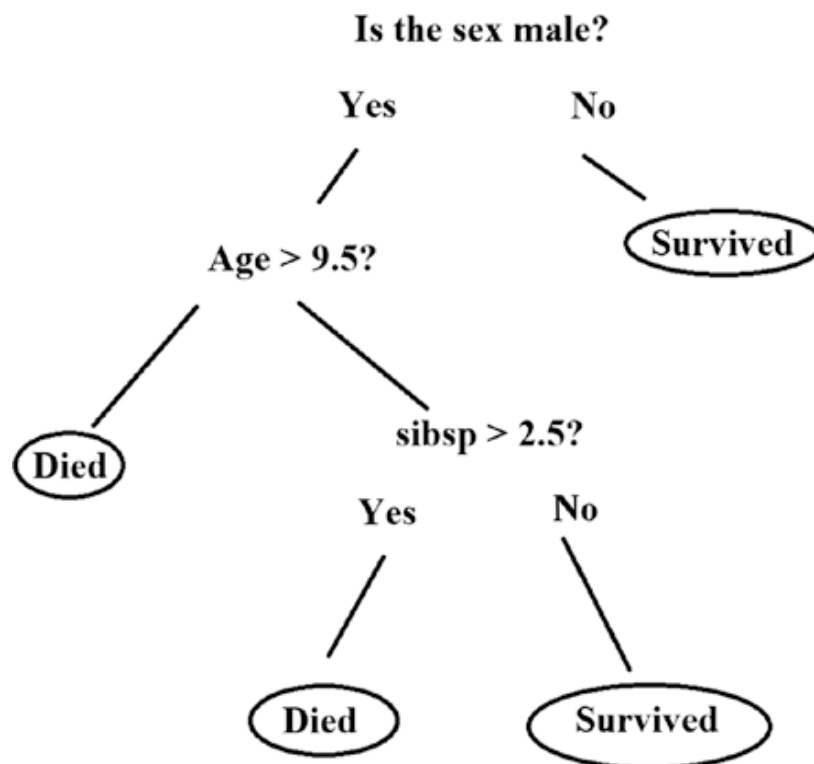 Is the sex male?
Yes No
Survived
Age > 9.5?
sibsp > 2.5?
Died
Yes No
Died Survived